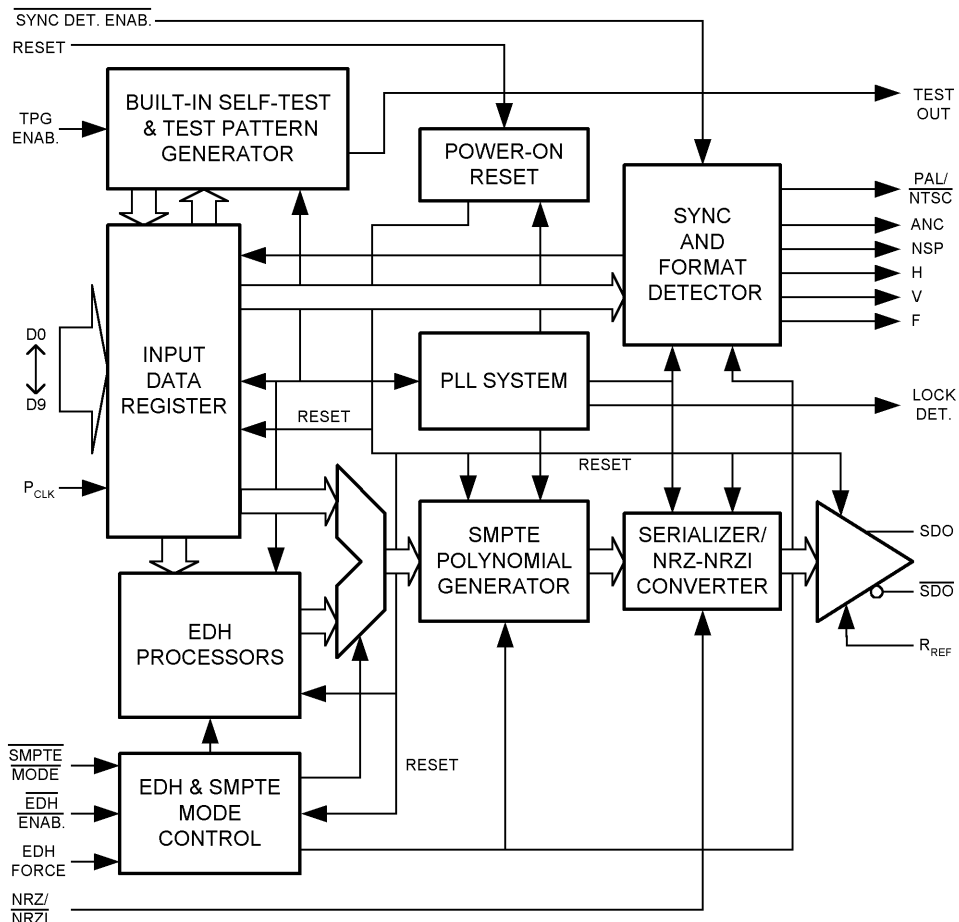 SYNC DET. ENAB.
RESET
BUILT-IN SELF-TEST
& TEST PATTERN
GENERATOR
TPG
ENAB.
TEST
OUT
POWER-ON
RESET
SYNC
AND
FORMAT
DETECTOR
PAL/
NTSC
ANC
NSP
H
V
F
D0
D9
INPUT
DATA
REGISTER
PLL SYSTEM
LOCK
DET.
RESET
RESET
PCLK
SMPTE
POLYNOMIAL
GENERATOR
SERIALIZER/
NRZ-NRZI
CONVERTER
SDO
SDO
RREF
EDH
PROCESSORS
RESET
SMPTE
MODE
EDH
ENAB.
EDH
FORCE
EDH & SMPTE
MODE
CONTROL
NRZ/
NRZI